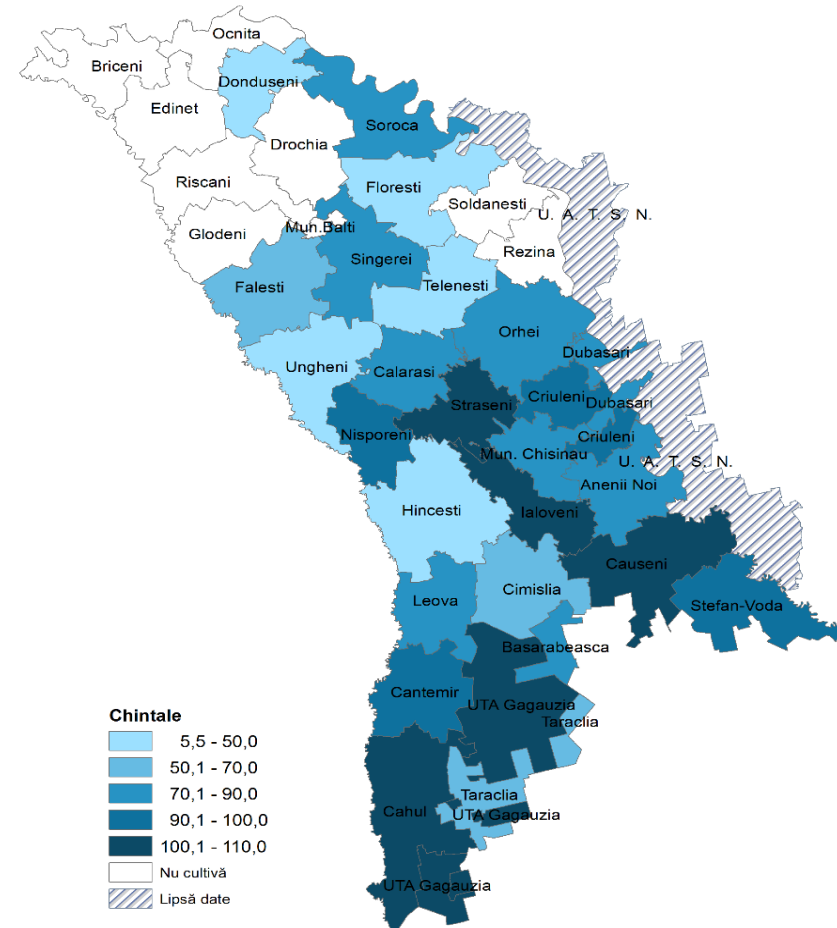 Ocnita
Briceni
Donduseni
Edinet
Soroca
Drochia
Riscani
Floresti
Soldanesti
U. A. T. S. N.
Glodeni
Mun.Balti
Rezina
Singerei
Falesti
Telenesti
Orhei
Dubasari
Ungheni
Calarasi
Criuleni
Dubasari
Straseni
Nisporeni
Criuleni
Mun. Chisinau
U. A. T. S. N.
Anenii Noi
Hincesti
Ialoveni
Causeni
Cimislia
Leova
Stefan-Voda
Basarabeasca
Cantemir
UTA Gagauzia
Taraclia
Chintale
5,5 - 50,0
50,1 - 70,0
70,1 - 90,0
90,1 - 100,0
100,1 - 110,0
Nu cultivă
Lipsă date
Taraclia
Cahul
UTA Gagauzia
UTA Gagauzia